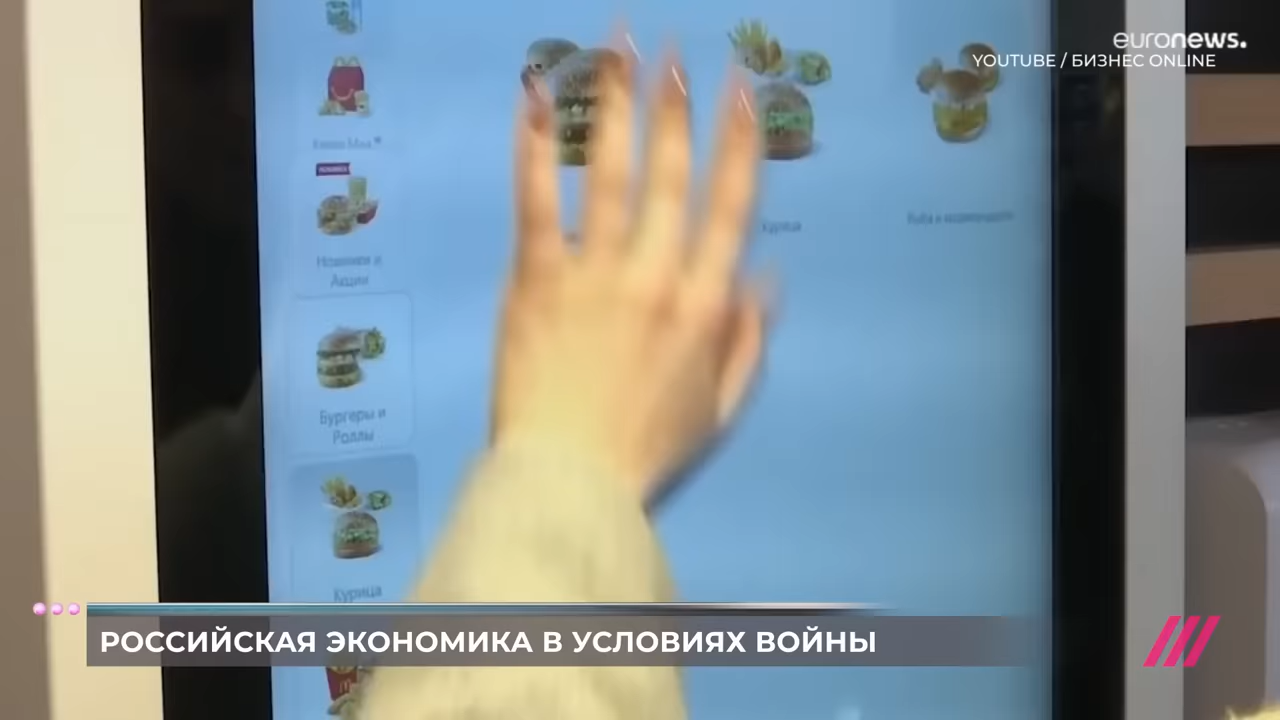 euronews.
YOUTUBE / БИЗНЕС ONLINE
Новинки и
Акции
Курица
Бургеры и
Роллы
Курица
РОССИЙСКАЯ ЭКОНОМИКА В УСЛОВИЯХ ВОЙНЫ